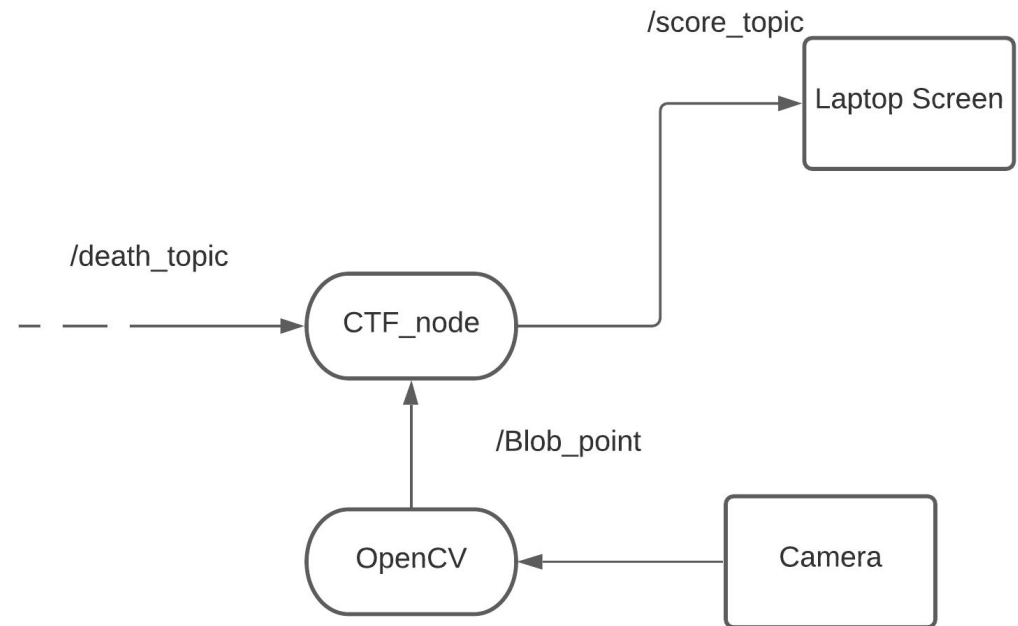 /score_topic
Laptop Screen
/death_topic
CTF_node
/Blob_point
OpenCV
Camera